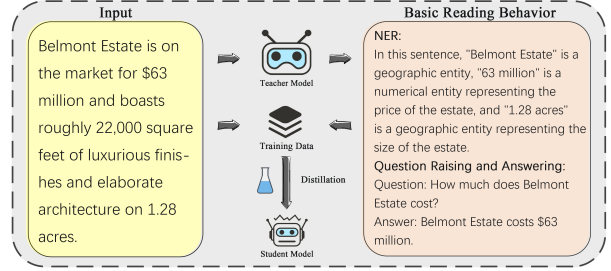 Input
Belmont Estate is on
the market for $63
million and boasts
roughly 22,000 square
feet of luxurious finis-
hes and elaborate
architecture on 1.28
acres.
Teacher Model
Training Data
Distillation
Student Model
Basic Reading Behavior
NER:
In this sentence, "Belmont Estate" is a
geographic entity, "63 million" is a
numerical entity representing the
price of the estate, and "1.28 acres"
is a geographic entity representing the
size of the estate.
Question Raising and Answering:
Question: How much does Belmont
Estate cost?
Answer: Belmont Estate costs $63
million.